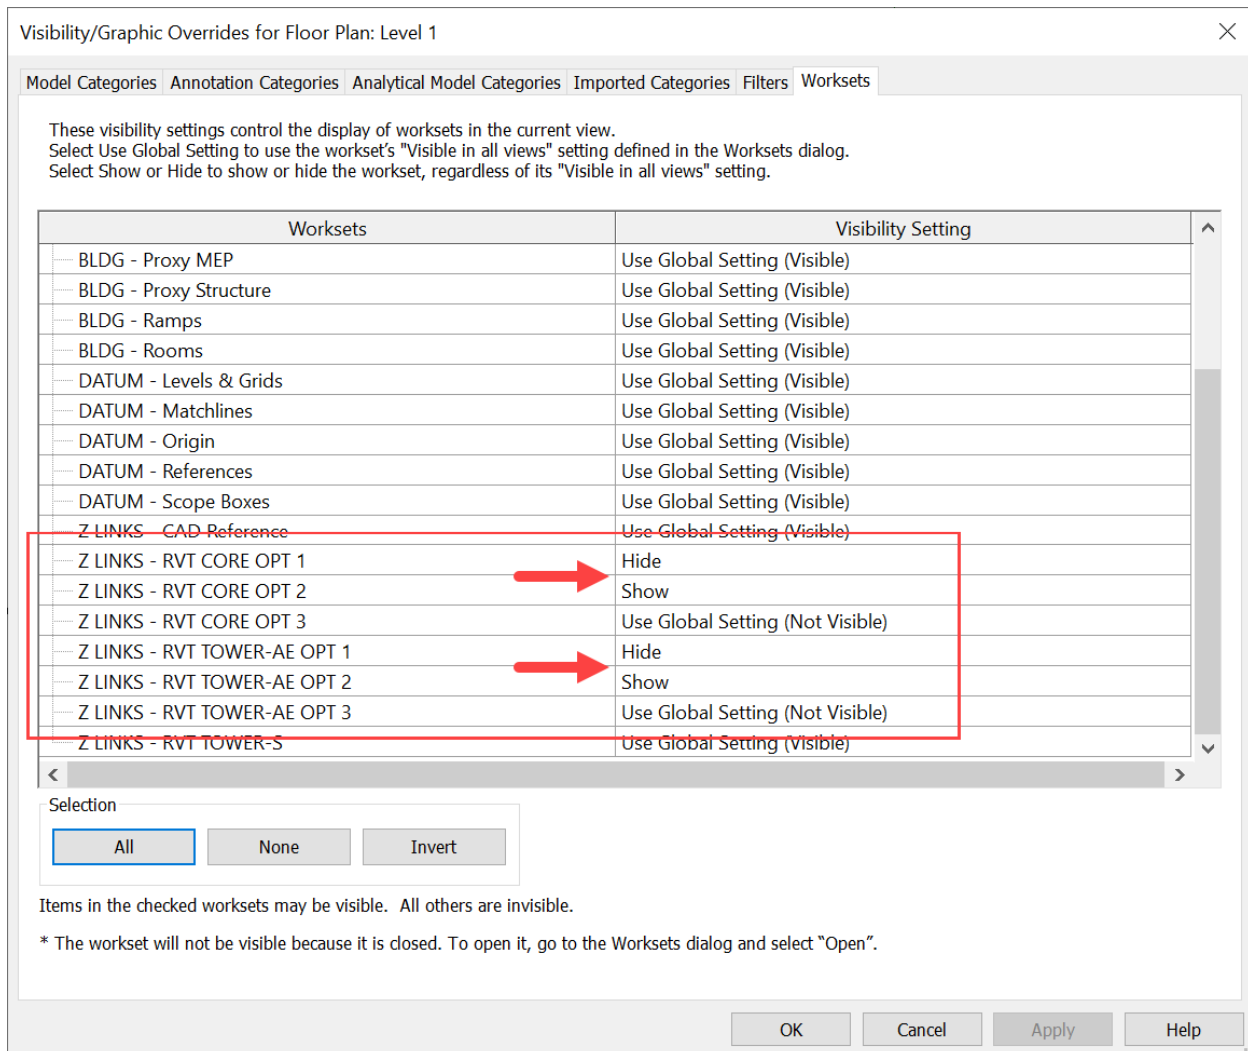 Visibility/Graphic Overrides for Floor Plan: Level 1
Model Categories Annotation Categories Analytical Model Categories Imported Categories Filters Worksets
These visibility settings control the display of worksets in the current view.
Select Use Global Setting to use the workset's "Visible in all views" setting defined in the Worksets dialog.
Select Show or Hide to show or hide the workset, regardless of its "Visible in all views" setting.
Worksets Visibility Setting
BLDG - Proxy MEP Use Global Setting (Visible)
BLDG - Proxy Structure Use Global Setting (Visible)
BLDG - Ramps Use Global Setting (Visible)
BLDG - Rooms Use Global Setting (Visible)
DATUM - Levels & Grids Use Global Setting (Visible)
DATUM - Matchlines Use Global Setting (Visible)
DATUM - Origin Use Global Setting (Visible)
DATUM - References Use Global Setting (Visible)
DATUM - Scope Boxes Use Global Setting (Visible)
Z LINKS - CAD Reference Use Global Setting (Visible)
Z LINKS - RVT CORE OPT 1 Hide
Z LINKS - RVT CORE OPT 2 Show
Z LINKS - RVT CORE OPT 3 Use Global Setting (Not Visible)
Z LINKS - RVT TOWER-AE OPT 1 Hide
Z LINKS - RVT TOWER-AE OPT 2 Show
Z LINKS - RVT TOWER-AE OPT 3 Use Global Setting (Not Visible)
Z LINKS - RVT TOWER-S Use Global Setting (Visible)
Selection
All None Invert
Items in the checked worksets may be visible. All others are invisible.
* The workset will not be visible because it is closed. To open it, go to the Worksets dialog and select "Open".
OK Cancel Apply Help